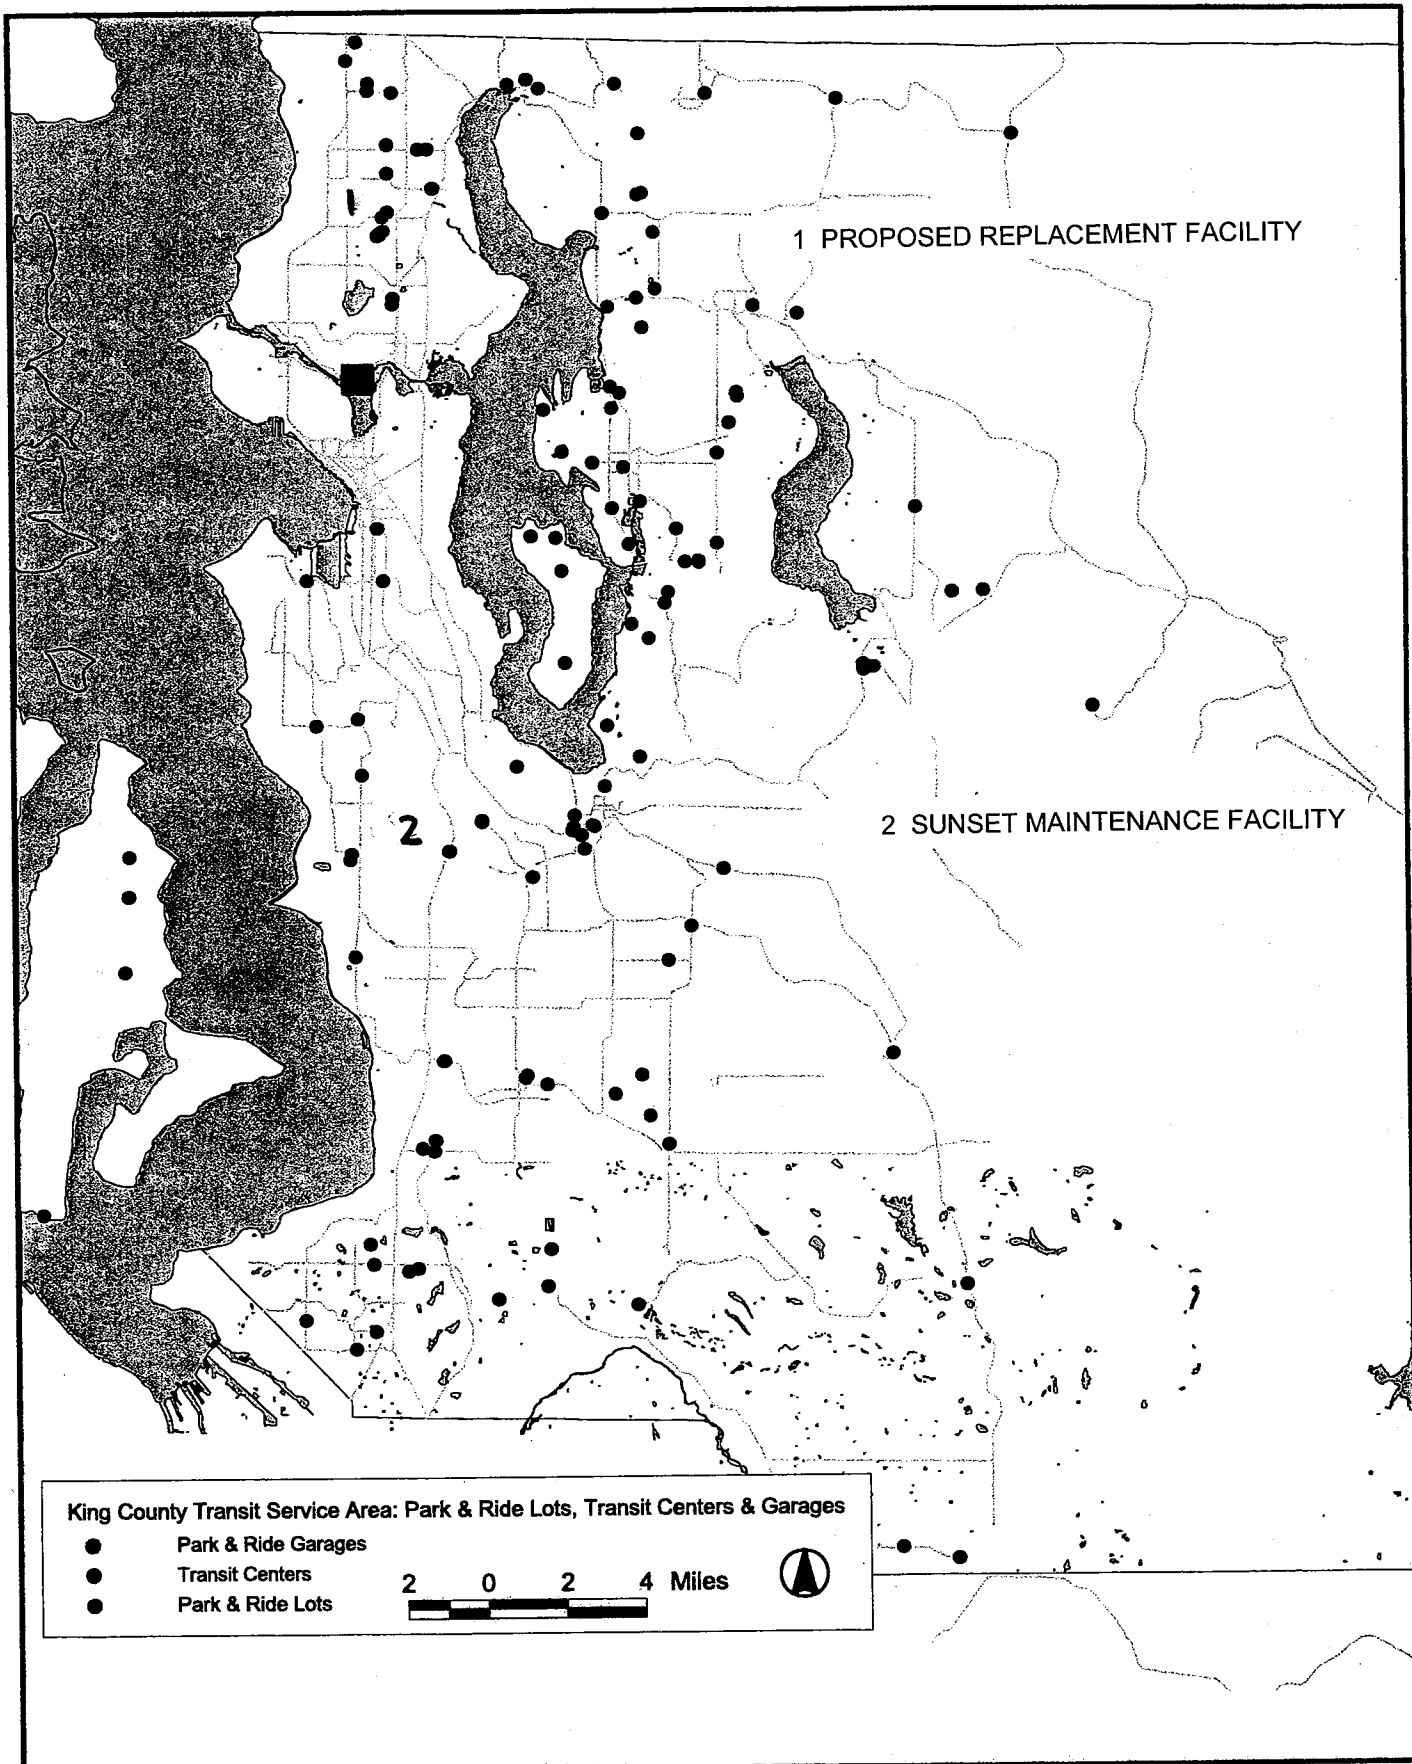 1 PROPOSED REPLACEMENT FACILITY
2
2 SUNSET MAINTENANCE FACILITY
King County Transit Service Area: Park & Ride Lots, Transit Centers & Garages
Park & Ride Garages
Transit Centers
Park & Ride Lots
2 0 2 4 Miles